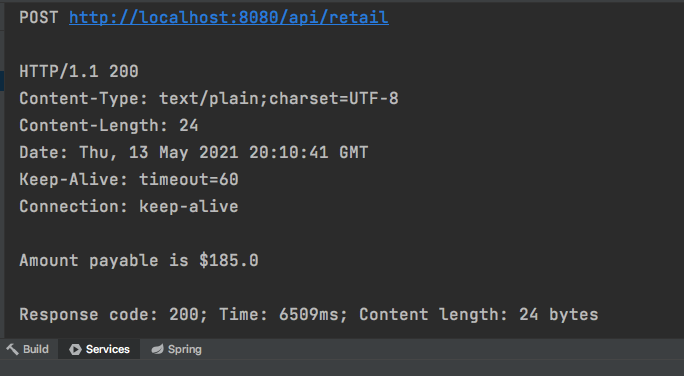 POST http://localhost:8080/api/retail
HTTP/1.1 200
Content-Type: text/plain;charset=UTF-8
Content-Length: 24
Date: Thu, 13 May 2021 20:10:41 GMT
Keep-Alive: timeout=60
Connection: keep-alive
Amount payable is $185.0
Response code: 200; Time: 6509ms; Content length: 24 bytes
Build Services Spring